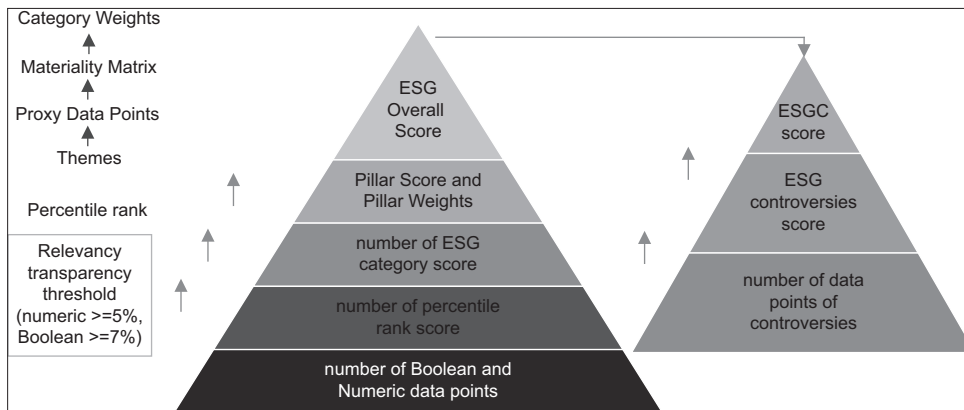 Category Weights
Materiality Matrix
Proxy Data Points
Themes
Percentile rank
Relevancy
transparency
threshold
(numeric >=5%,
Boolean >=7%)
ESG
Overall
Score
Pillar Score and
Pillar Weights
number of ESG
category score
number of percentile
rank score
number of Boolean and
Numeric data points
ESGC
score
ESG
controversies
score
number of data
points of
controversies